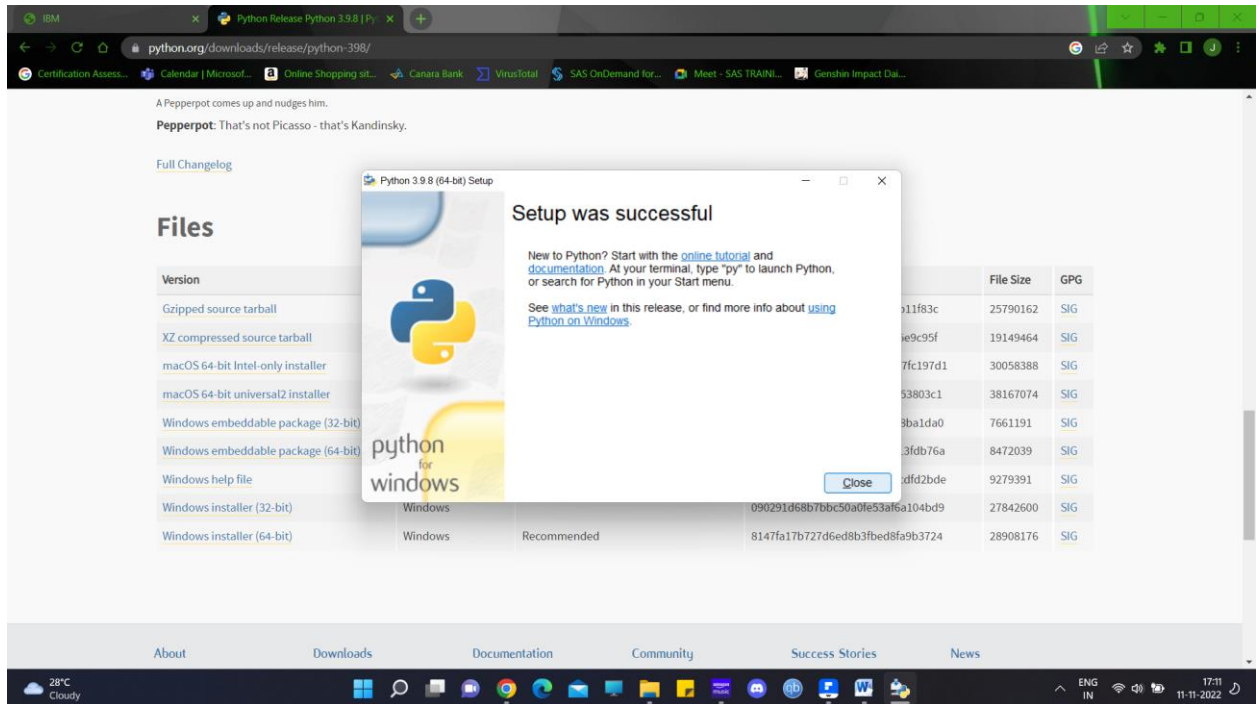 IBM
Python Release Python 3.9.8 | Py
python.org/downloads/release/python-398/
Certification Assess...
Calendar | Microsof...
Online Shopping sit...
Canara Bank
VirusTotal
SAS OnDemand for...
Meet - SAS TRAINI...
Genshin Impact Dai...
J
A Pepperpot comes up and nudges him.
Pepperpot: That's not Picasso - that's Kandinsky.
Full Changelog
Files
Python 3.9.8 (64-bit) Setup
Setup was successful
New to Python? Start with the online tutorial and
documentation. At your terminal, type "py" to launch Python,
or search for Python in your Start menu.
See what's new in this release, or find more info about using
Python on Windows.
python
for
windows
Close
Version File Size GPG
Gzipped source tarball 11f83c 25790162 SIG
XZ compressed source tarball e9c95f 19149464 SIG
macOS 64-bit Intel-only installer 7fc197d1 30058388 SIG
macOS 64-bit universal2 installer 53803c1 38167074 SIG
Windows embeddable package (32-bit) ba1da0 7661191 SIG
Windows embeddable package (64-bit) 3fdb76a 8472039 SIG
Windows help file dfd2bde 9279391 SIG
Windows installer (32-bit) Windows 090291d68b7bbc50a0fe53af6a104bd9 27842600 SIG
Windows installer (64-bit) Windows Recommended 8147fa17b727d6ed8b3fbed8fa9b3724 28908176 SIG
About Downloads Documentation Community Success Stories News
28°C
Cloudy
qb
music
W
ENG
IN
17:11
11-11-2022